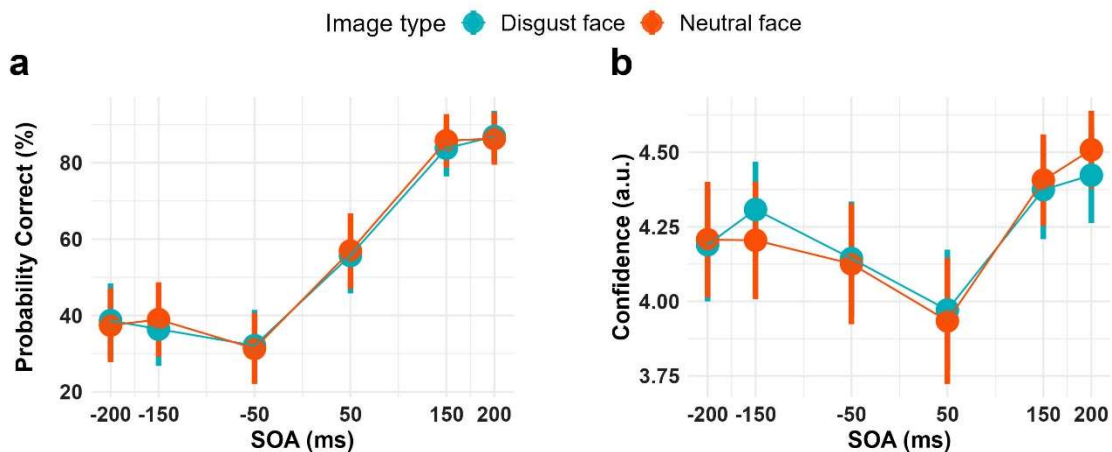 Image type Disgust face Neutral face
a
Probability Correct (%)
80
60
40
20
-200 -150 -50 50 150 200
SOA (ms)
b
Confidence (a.u.)
4.50
4.25
4.00
3.75
-200 -150 -50 50 150 200
SOA (ms)